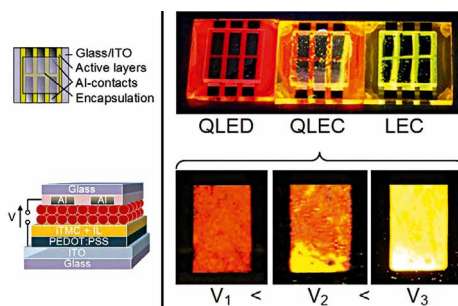 Glass/ITO
Active layers
Al-contacts
Encapsulation
QLED QLEC LEC
Glass
Al Al
V
iTMC + IL
PEDOT:PSS
ITO
Glass
V1 < V2 < V3